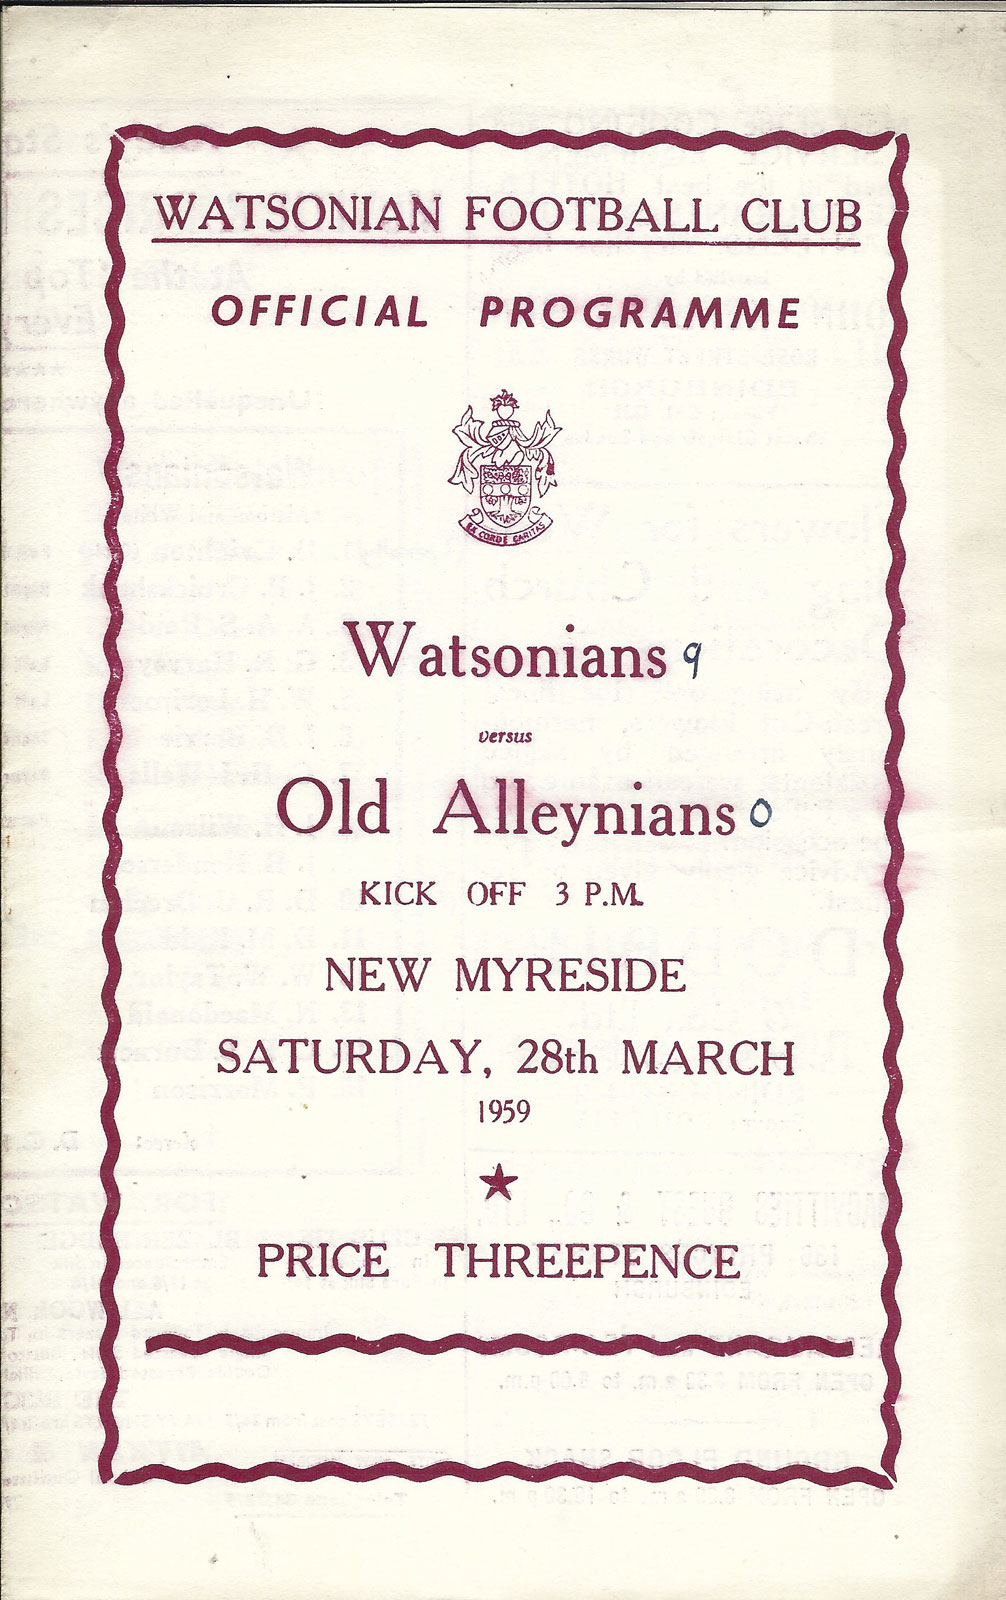 WATSONIAN FOOTBALL CLUB
OFFICIAL PROGRAMME
EX CORDE CARITAS
Watsonians 9
versus
Old Alleynians 0
KICK OFF 3 P.M.
NEW MYRESIDE
SATURDAY, 28th MARCH
1959
PRICE THREEPENCE